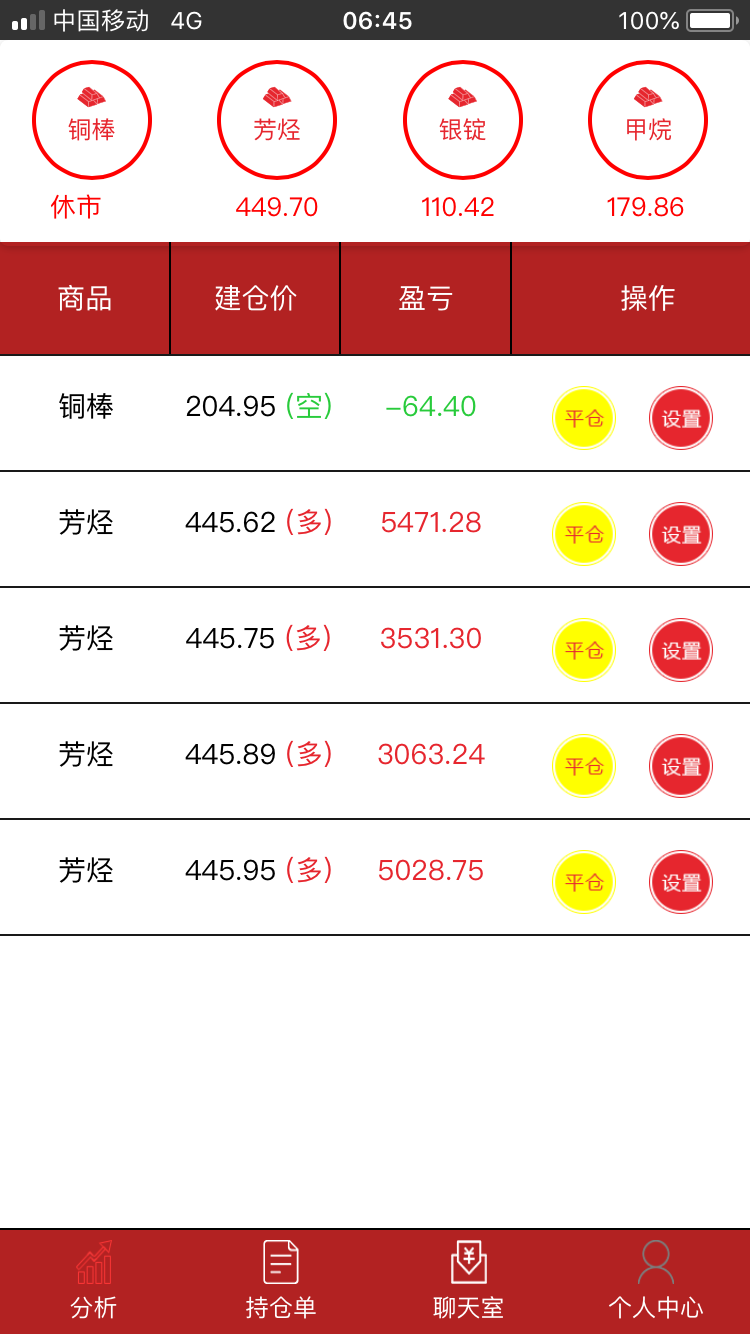 中国移动 4G 06:45 100%
铜棒 芳烃 银锭 甲烷
休市 449.70 110.42 179.86
商品 建仓价 盈亏 操作
铜棒 204.95 (空) -64.40 平仓 设置
芳烃 445.62 (多) 5471.28 平仓 设置
芳烃 445.75 (多) 3531.30 平仓 设置
芳烃 445.89 (多) 3063.24 平仓 设置
芳烃 445.95 (多) 5028.75 平仓 设置
分析 持仓单 聊天室 个人中心